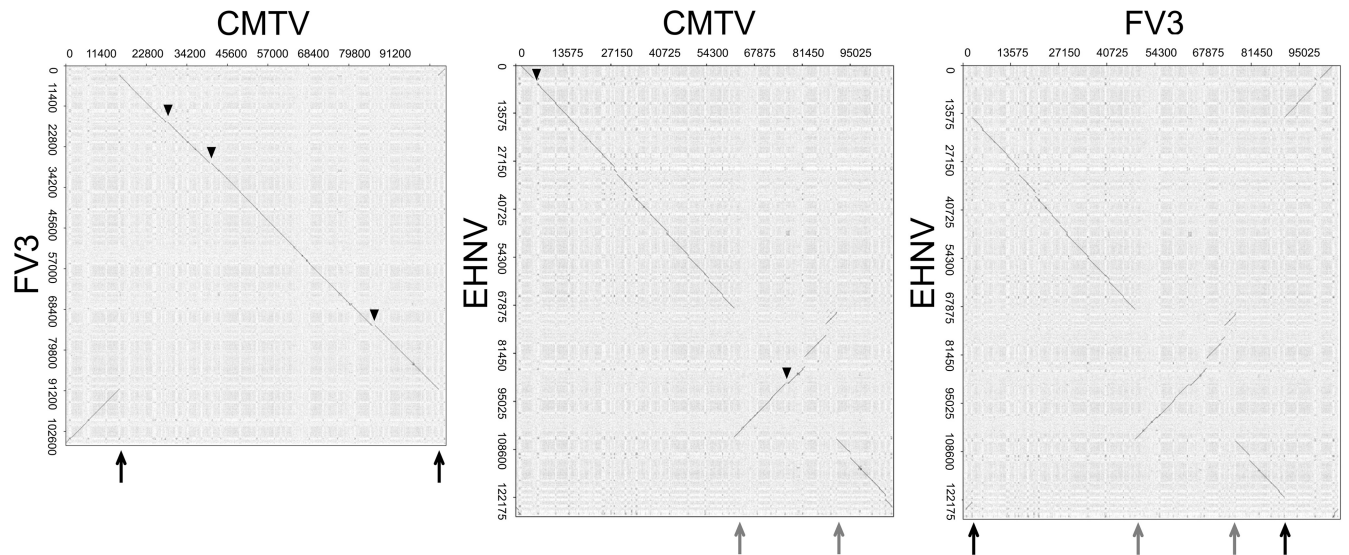 CMTV
0 11400 22800 34200 45600 57000 68400 79800 91200
FV3
0 11400 22800 34200 45600 57000 68400 79800 91200 102600
CMTV
0 13575 27150 40725 54300 67875 81450 95025
EHNV
0 13575 27150 40725 54300 67875 81450 95025 108600 122175
FV3
0 13575 27150 40725 54300 67875 81450 95025
EHNV
0 13575 27150 40725 54300 67875 81450 95025 108600 122175